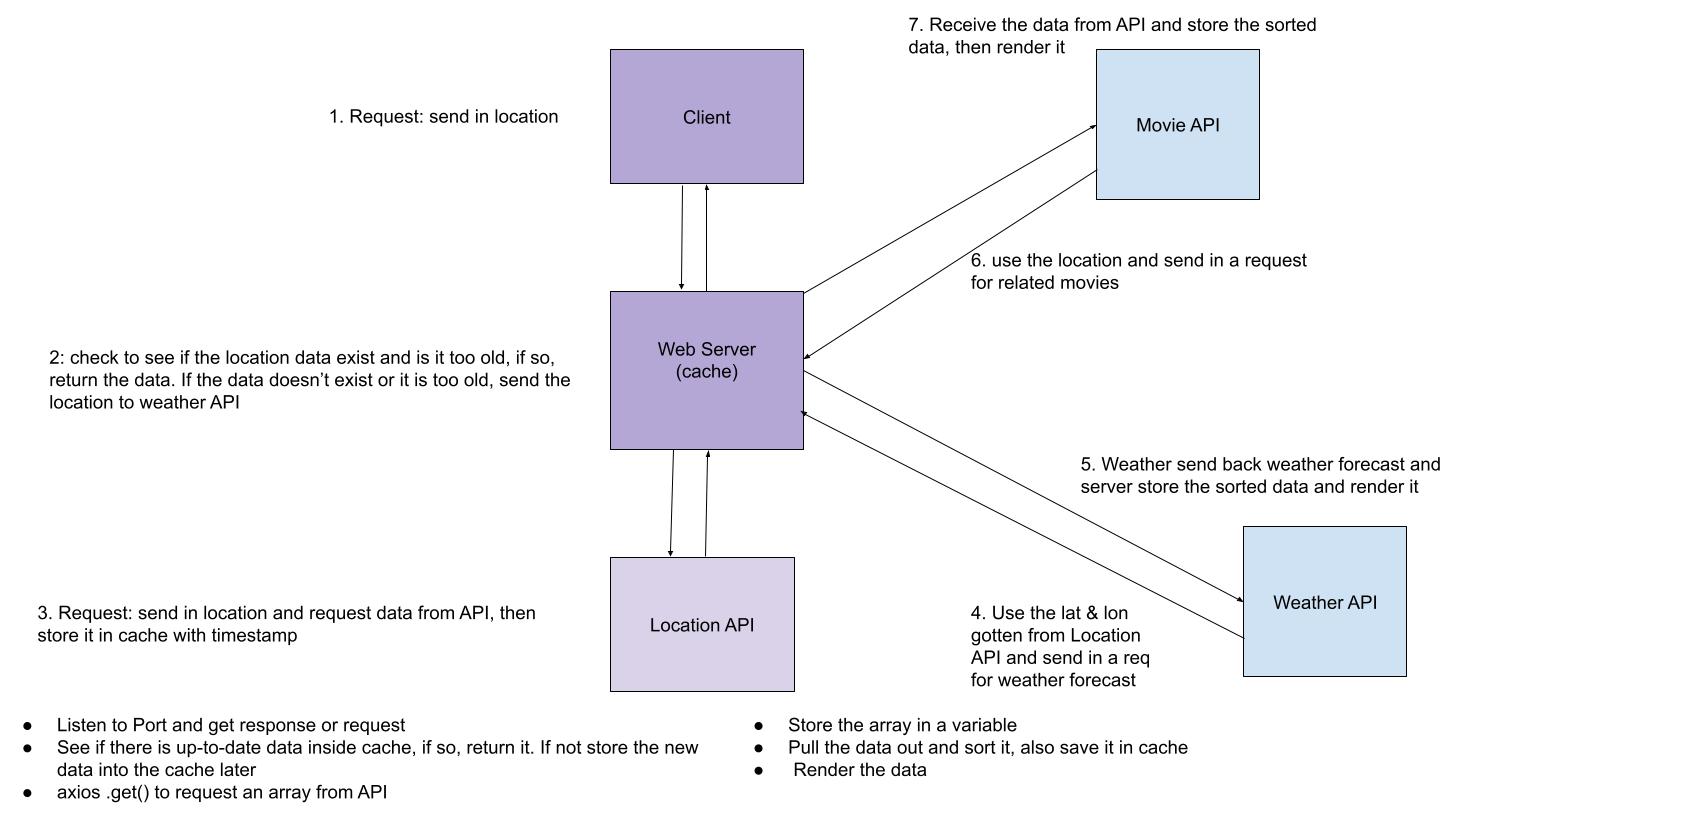 7. Receive the data from API and store the sorted
data, then render it
1. Request: send in location
Client
Movie API
6. use the location and send in a request
for related movies
Web Server
(cache)
2: check to see if the location data exist and is it too old, if so,
return the data. If the data doesn’t exist or it is too old, send the
location to weather API
5. Weather send back weather forecast and
server store the sorted data and render it
3. Request: send in location and request data from API, then
store it in cache with timestamp
Location API
4. Use the lat & lon
gotten from Location
API and send in a req
for weather forecast
Weather API
● Listen to Port and get response or request
● See if there is up-to-date data inside cache, if so, return it. If not store the new
data into the cache later
● axios .get() to request an array from API
● Store the array in a variable
● Pull the data out and sort it, also save it in cache
● Render the data